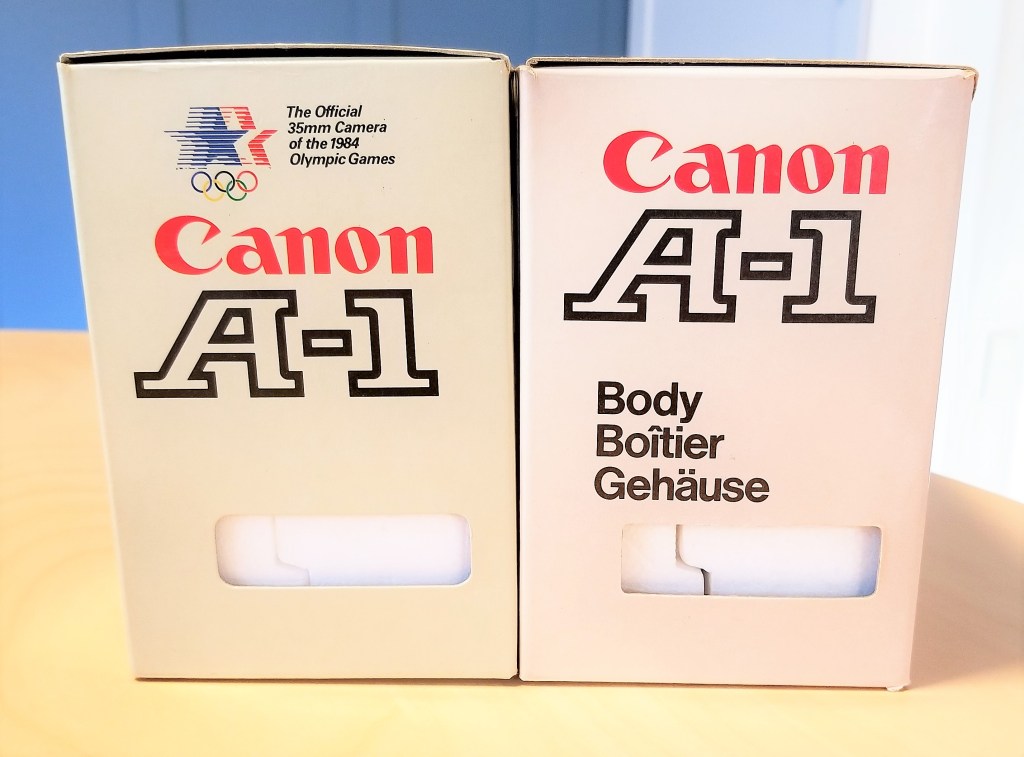 The Official
35mm Camera
of the 1984
Olympic Games
Canon
A-1
Canon
A-1
Body
Boîtier
Gehäuse